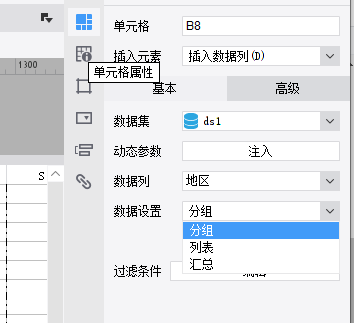 单元格 B8
插入元素 插入数据列(D)
1300
单元格属性
基本 高级
数据集 ds1
动态参数 注入
S
数据列 地区
数据设置 分组
分组
列表
汇总
过滤条件